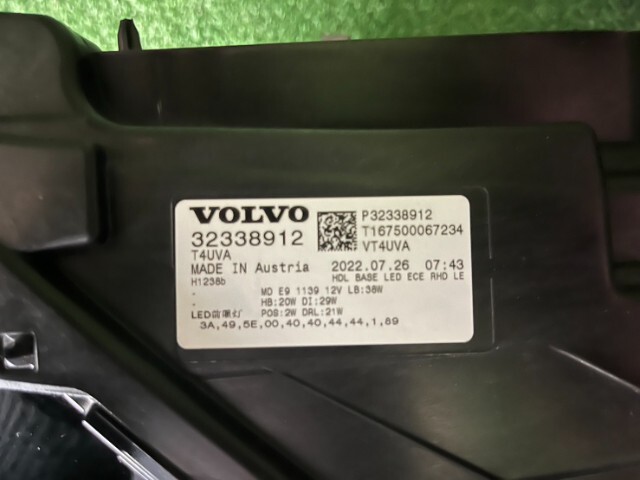 VOLVO
32338912
T4UVA
MADE IN Austria
H1238b
P32338912
T167500067234
VT4UVA
2022.07.26 07:43
HDL BASE LED ECE RHD LE
- MD E9 1139 12V LB:38W
- HB:20W DI:29W
LED前照灯 POS:2W DRL:21W
3A,49,5E,00,40,40,44,44,1,89